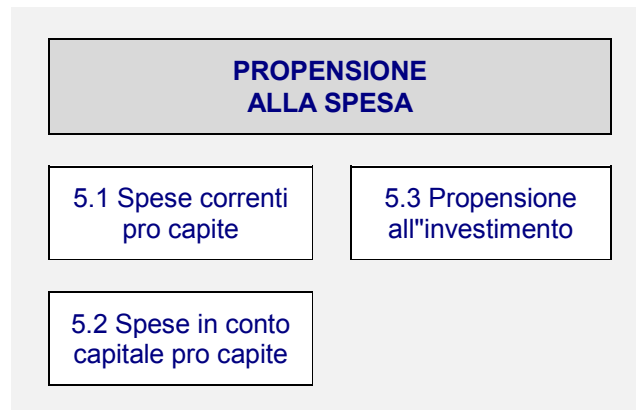 PROPENSIONE
ALLA SPESA
5.1 Spese correnti
pro capite
5.3 Propensione
all"investimento
5.2 Spese in conto
capitale pro capite